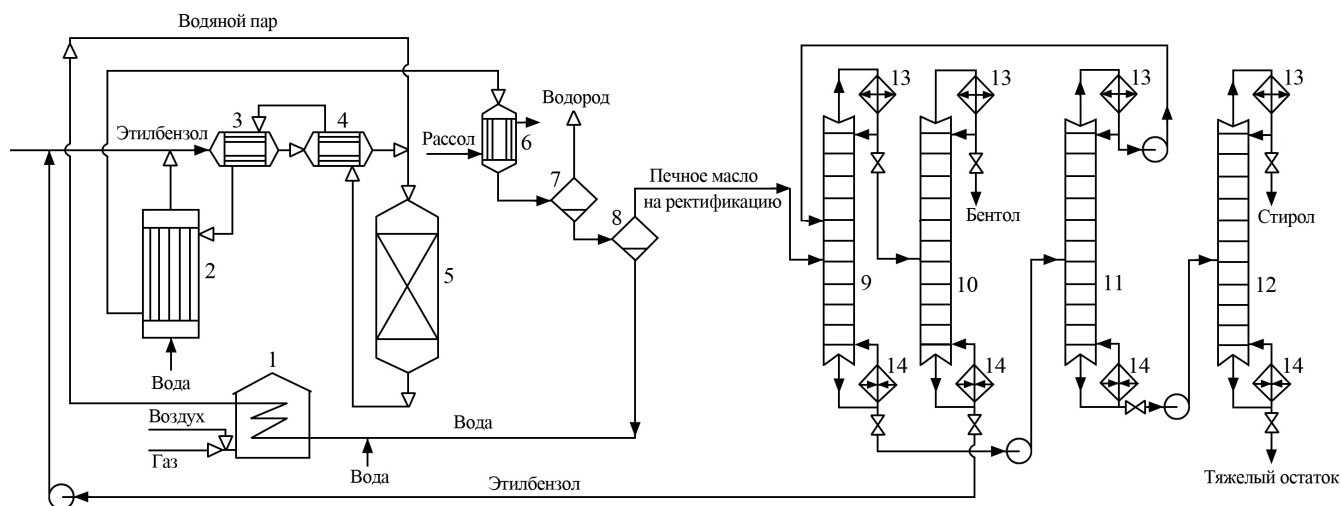 Водяной пар
Этилбензол
3
4
Рассол
6
Водород
7
8
Печное масло
на ректификацию
2
5
Вода
1
Воздух
Газ
Вода
Вода
Этилбензол
13
13
13
13
Бентол
Стирол
9
10
11
12
14
14
14
14
Тяжелый остаток